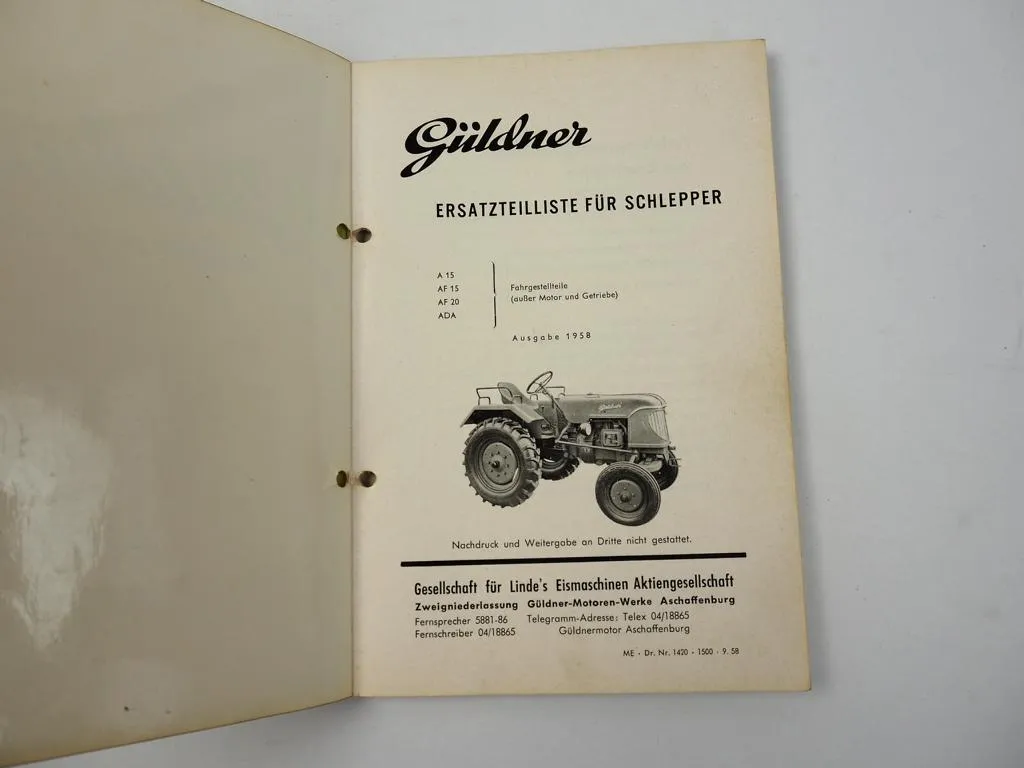 Güldner
ERSATZTEILLISTE FÜR SCHLEPPER
A 15
AF 15
AF 20
ADA
Fahrgestellteile
(außer Motor und Getriebe)
Ausgabe 1958
Güldner
Nachdruck und Weitergabe an Dritte nicht gestattet.
Gesellschaft für Linde's Eismaschinen Aktiengesellschaft
Zweigniederlassung Güldner-Motoren-Werke Aschaffenburg
Fernsprecher 5881-86 Telegramm-Adresse: Telex 04/18865
Fernschreiber 04/18865 Güldnermotor Aschaffenburg
ME · Dr. Nr. 1420 · 1500 · 9. 58